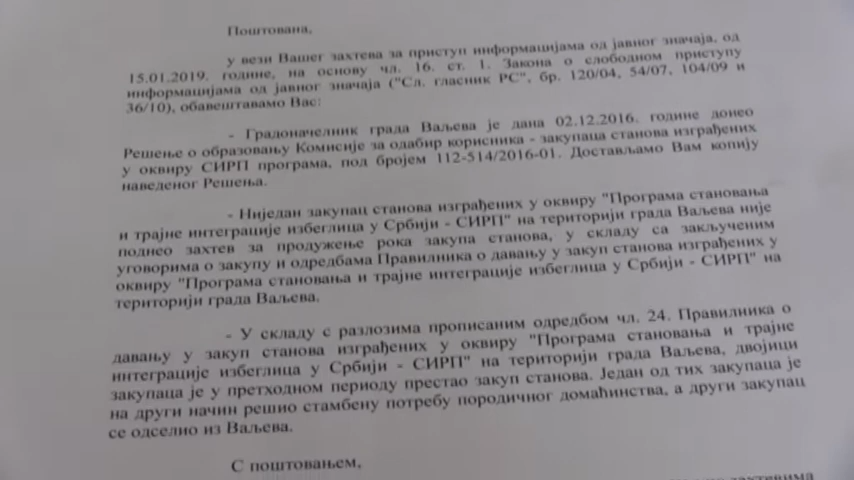 Поштована,
у вези Вашег захтева за приступ информацијама од јавног значаја, од
15.01.2019. године, на основу чл. 16. ст. 1. Закона о слободном приступу
информацијама од јавног значаја ("Сл. гласник РС", бр. 120/04, 54/07, 104/09 и
36/10), обавештавамо Вас:
- Градоначелник града Ваљева је дана 02.12.2016. године донео
Решење о образовању Комисије за одабир корисника - закупаца станова изграђених
у оквиру СИРП програма, под бројем 112-514/2016-01. Достављамо Вам копију
наведеног Решења.
- Ниједан закупац станова изграђених у оквиру "Програма становања
и трајне интеграције избеглица у Србији - СИРП" на територији града Ваљева није
поднео захтев за продужење рока закупа станова, у складу са закљученим
уговорима о закупу и одредбама Правилника о давању у закуп станова изграђених у
оквиру "Програма становања и трајне интеграције избеглица у Србији - СИРП" на
територији града Ваљева.
- У складу с разлозима прописаним одредбом чл. 24. Правилника о
давању у закуп станова изграђених у оквиру "Програма становања и трајне
интеграције избеглица у Србији - СИРП" на територији града Ваљева, двојици
закупаца је у претходном периоду престао закуп станова. Један од тих закупаца је
на други начин решио стамбену потребу породичног домаћинства, а други закупац
се одселио из Ваљева.
С поштовањем,